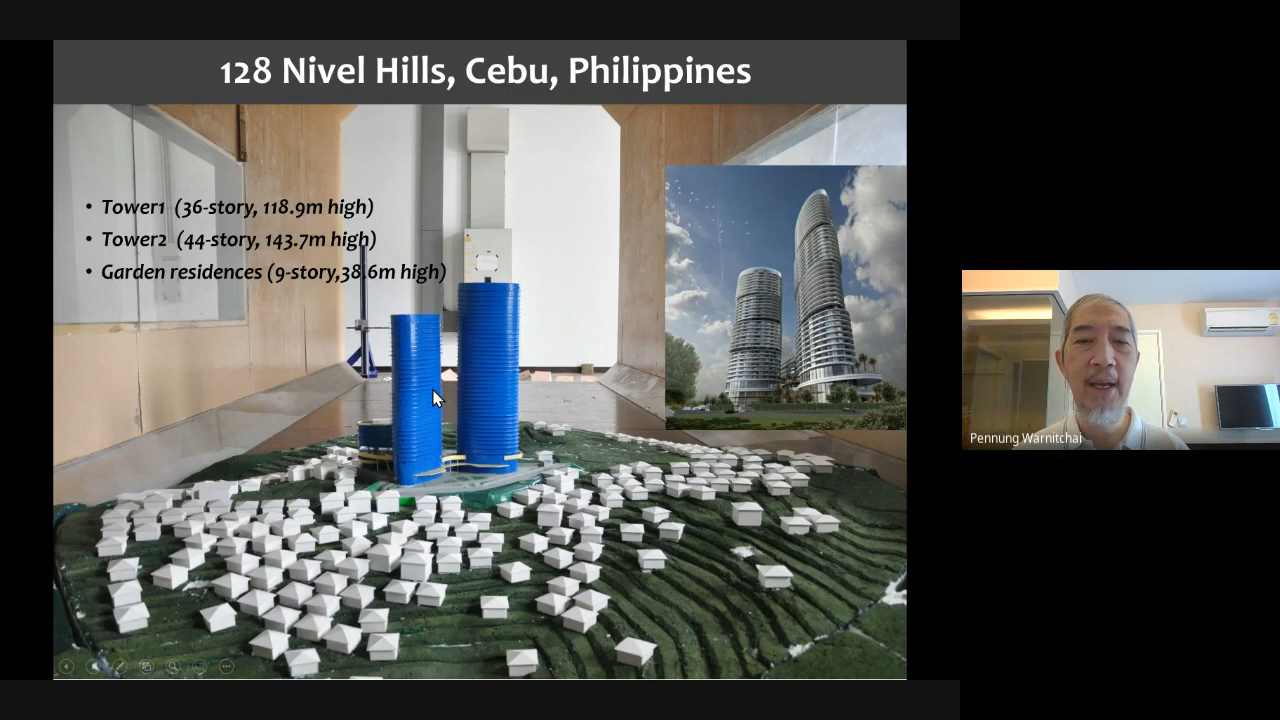 128 Nivel Hills, Cebu, Philippines
• Tower1 (36-story, 118.9m high)
• Tower2 (44-story, 143.7m high)
• Garden residences (9-story,38.6m high)
Pennung Warnitchai